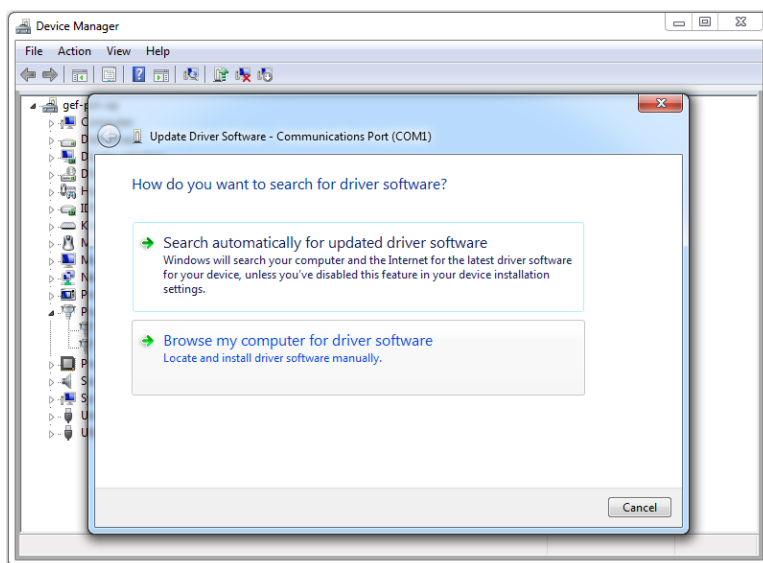 Device Manager
File Action View Help
gef-p
C
Update Driver Software - Communications Port (COM1)
D
D
D
How do you want to search for driver software?
H
ID
K
M
M
N
P
P
P
S
S
U
U
Search automatically for updated driver software
Windows will search your computer and the Internet for the latest driver software
for your device, unless you've disabled this feature in your device installation
settings.
Browse my computer for driver software
Locate and install driver software manually.
Cancel